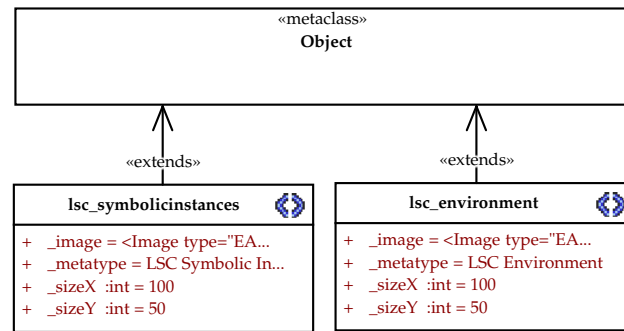 «metaclass»
Object
«extends»
«extends»
lsc_symbolicinstances
+ _image = <Image type="EA...
+ _metatype = LSC Symbolic In...
+ _sizeX :int = 100
+ _sizeY :int = 50
lsc_environment
+ _image = <Image type="EA...
+ _metatype = LSC Environment
+ _sizeX :int = 100
+ _sizeY :int = 50